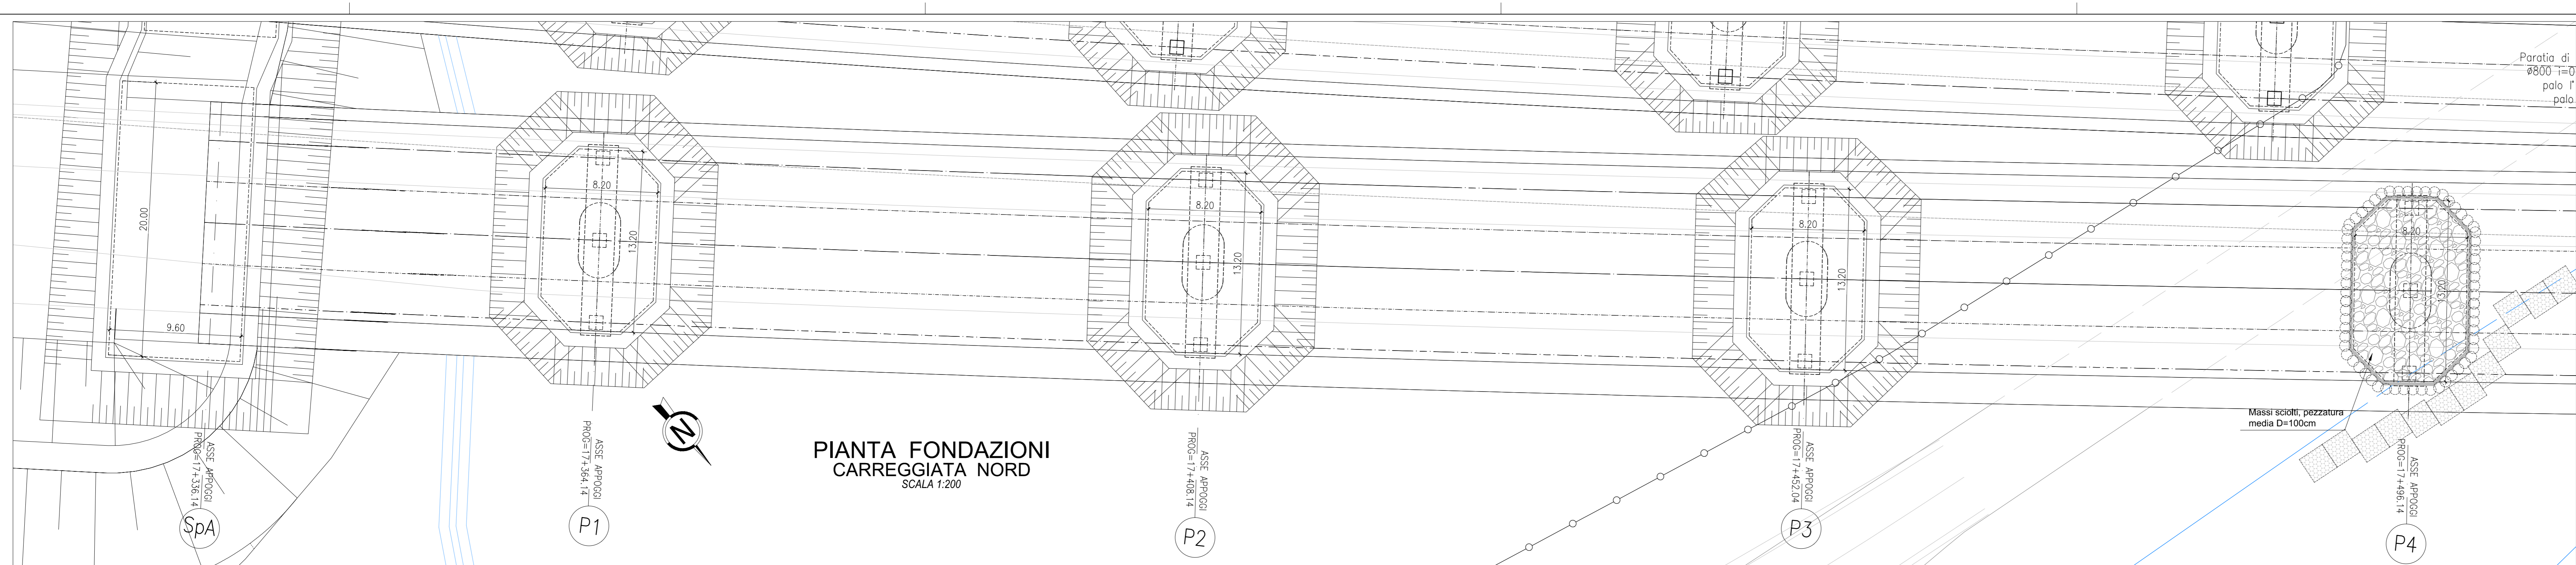 Paratia di
Ø800 i=0
palo I°
palo
20.00
9.60
8.20
13.20
8.20
13.20
8.20
13.20
8.20
13.20
Massi sciolti, pezzatura
media D=100cm
N
PIANTA FONDAZIONI
CARREGGIATA NORD
SCALA 1:200
ASSE APPOGGI
PROG=17+336.14
SpA
ASSE APPOGGI
PROG=17+364.14
P1
ASSE APPOGGI
PROG=17+408.14
P2
ASSE APPOGGI
PROG=17+452.04
P3
ASSE APPOGGI
PROG=17+496.14
P4